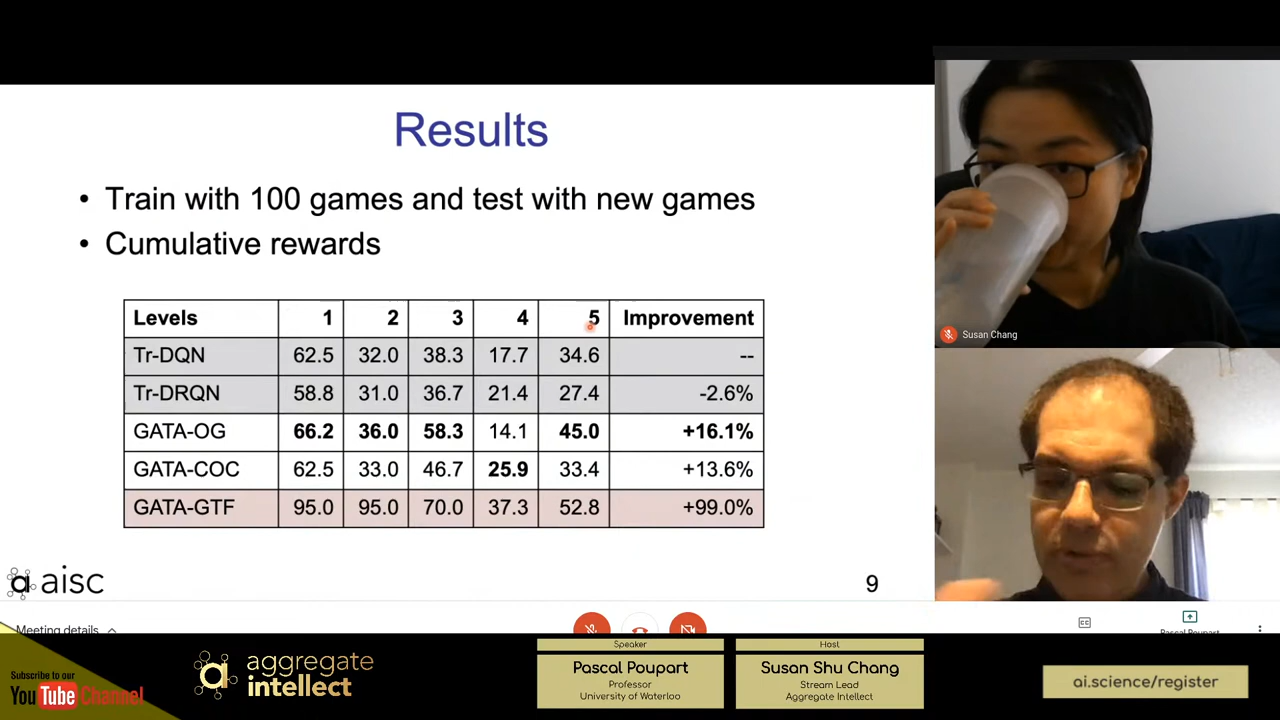 Results
• Train with 100 games and test with new games
• Cumulative rewards
Levels 1 2 3 4 5 Improvement
Tr-DQN 62.5 32.0 38.3 17.7 34.6 --
Tr-DRQN 58.8 31.0 36.7 21.4 27.4 -2.6%
GATA-OG 66.2 36.0 58.3 14.1 45.0 +16.1%
GATA-COC 62.5 33.0 46.7 25.9 33.4 +13.6%
GATA-GTF 95.0 95.0 70.0 37.3 52.8 +99.0%
a aisc
9
Susan Chang
Meeting details
CC
Pascal Poupart
Subscribe to our
YouTube Channel
a aggregate
intellect
Speaker
Pascal Poupart
Professor
University of Waterloo
Host
Susan Shu Chang
Stream Lead
Aggregate Intellect
ai.science/register